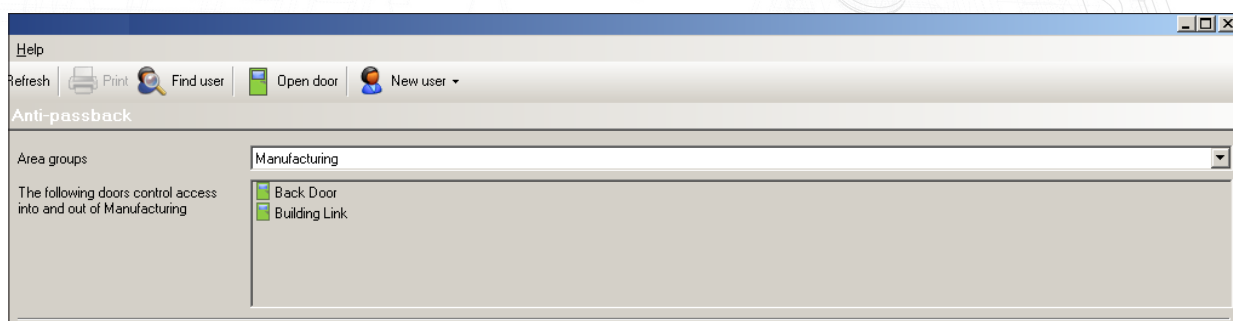 Help
Refresh Print Find user Open door New user
Anti-passback
Area groups Manufacturing
The following doors control access
into and out of Manufacturing
Back Door
Building Link